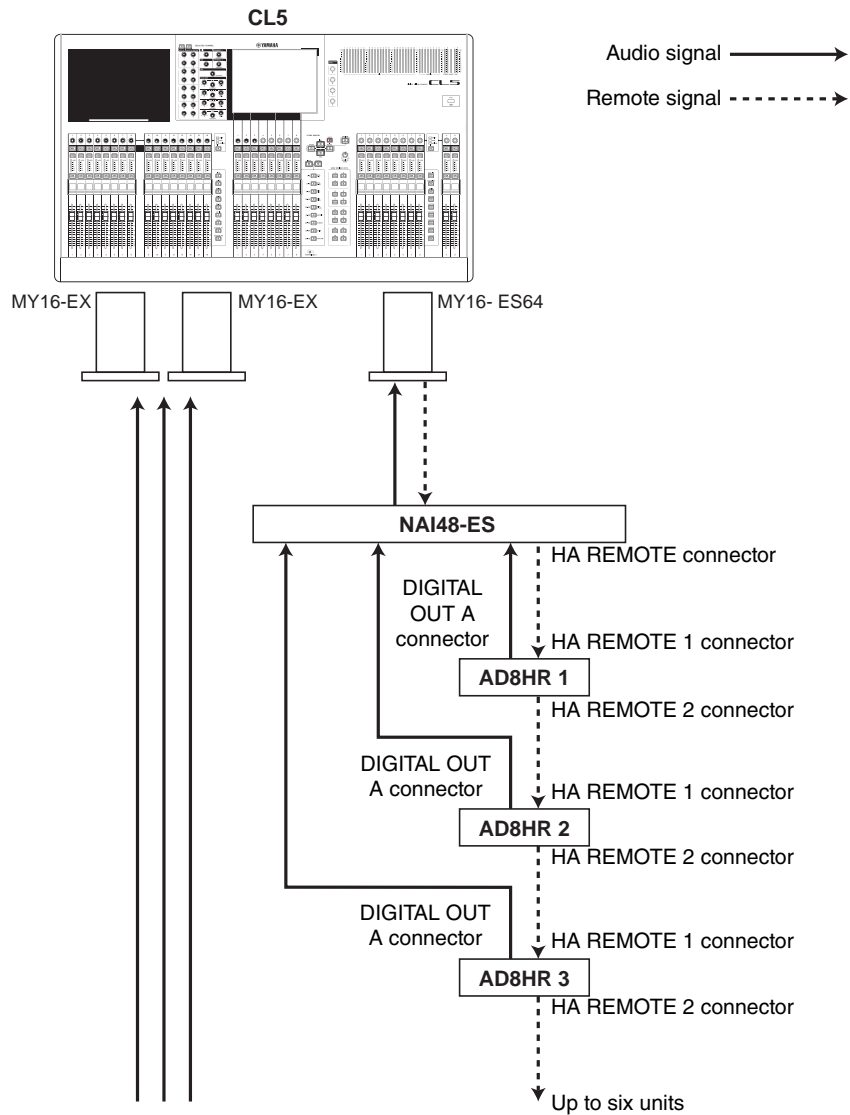 CL5
Audio signal
Remote signal
YAMAHA
CL5
MY16-EX
MY16-EX
MY16- ES64
NAI48-ES
HA REMOTE connector
DIGITAL
OUT A
connector
HA REMOTE 1 connector
AD8HR 1
HA REMOTE 2 connector
DIGITAL OUT
A connector
HA REMOTE 1 connector
AD8HR 2
HA REMOTE 2 connector
DIGITAL OUT
A connector
HA REMOTE 1 connector
AD8HR 3
HA REMOTE 2 connector
Up to six units